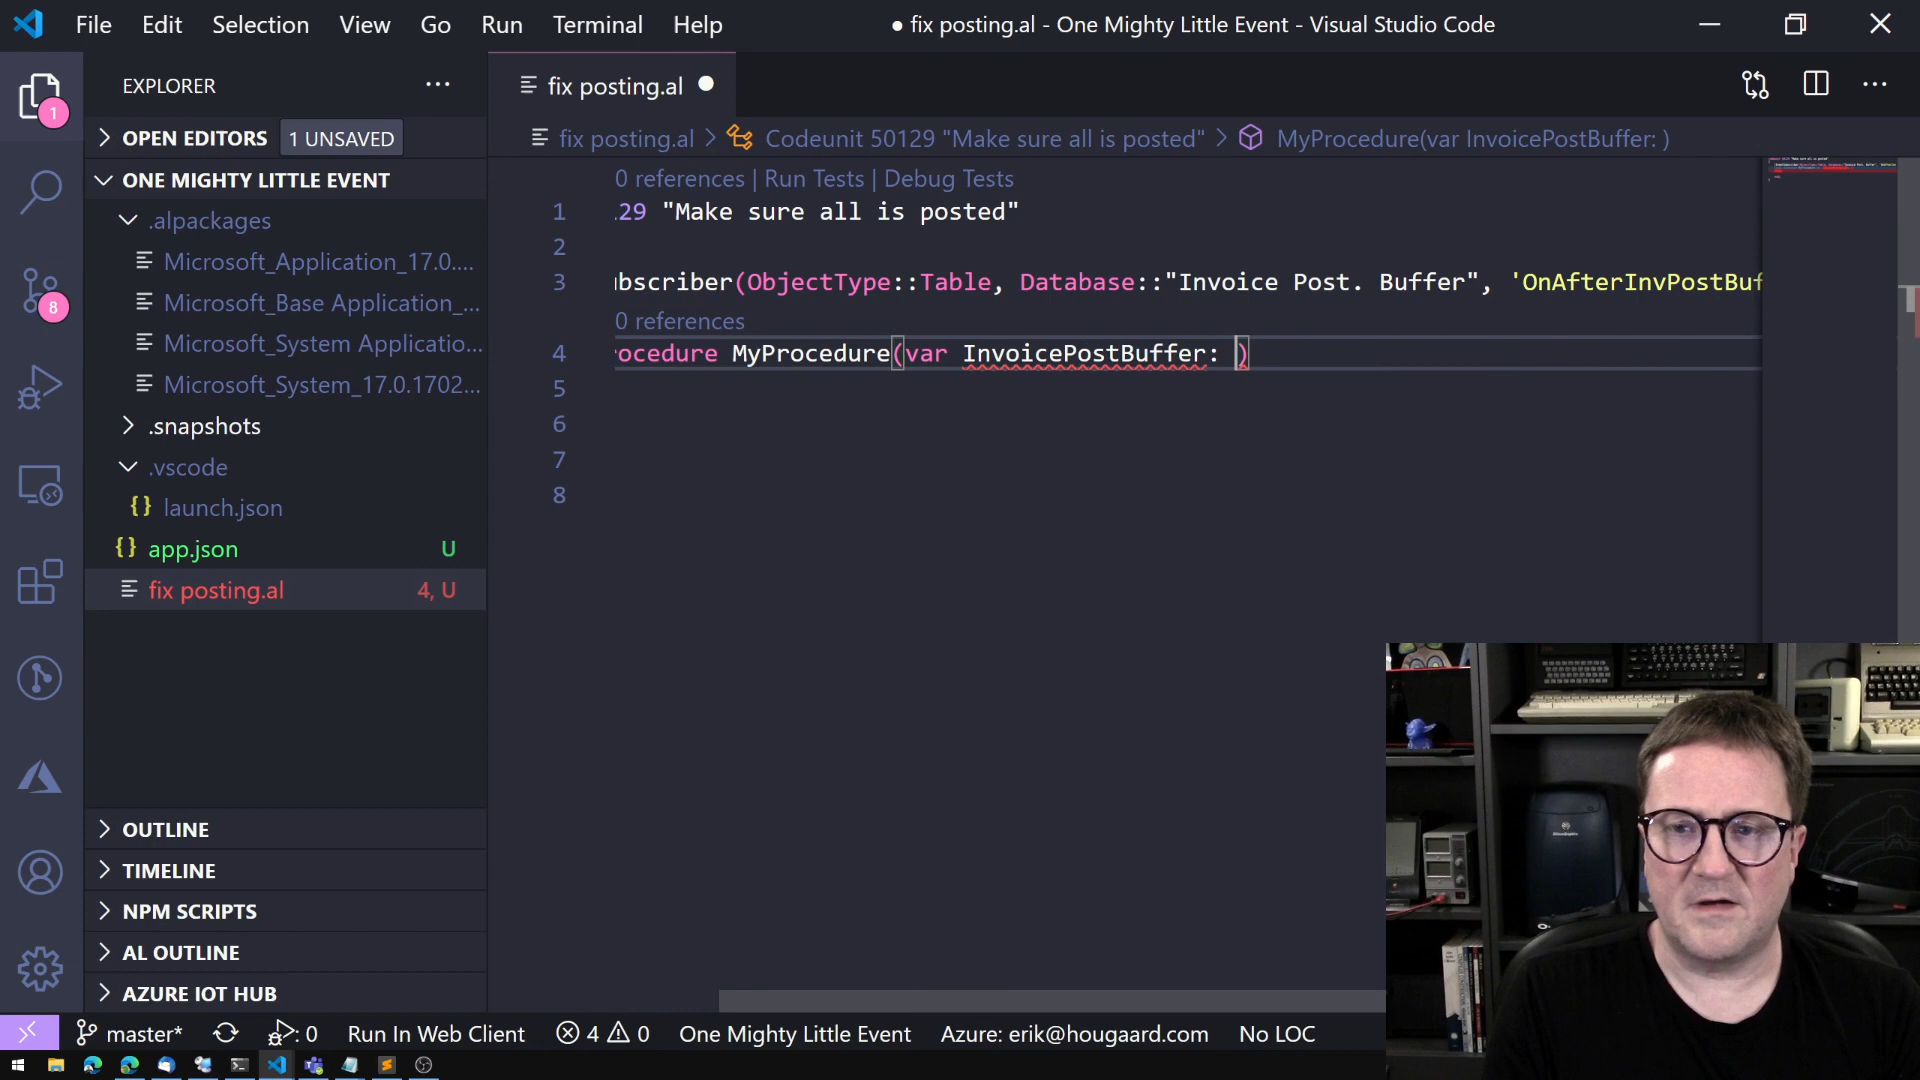 File Edit Selection View Go Run Terminal Help
● fix posting.al - One Mighty Little Event - Visual Studio Code
EXPLORER
fix posting.al
OPEN EDITORS 1 UNSAVED
fix posting.al > Codeunit 50129 "Make sure all is posted" > MyProcedure(var InvoicePostBuffer: )
ONE MIGHTY LITTLE EVENT
.alpackages
Microsoft_Application_17.0....
Microsoft_Base Application_...
Microsoft_System Applicatio...
Microsoft_System_17.0.1702...
.snapshots
.vscode
launch.json
app.json U
fix posting.al 4, U
0 references | Run Tests | Debug Tests
1 .29 "Make sure all is posted"
2
3 ubscriber(ObjectType::Table, Database::"Invoice Post. Buffer", 'OnAfterInvPostBuf
0 references
4 rocedure MyProcedure(var InvoicePostBuffer: )
5
6
7
8
1
8
OUTLINE
TIMELINE
NPM SCRIPTS
AL OUTLINE
AZURE IOT HUB
master* : 0 Run In Web Client 4 0 One Mighty Little Event Azure: erik@hougaard.com No LOC